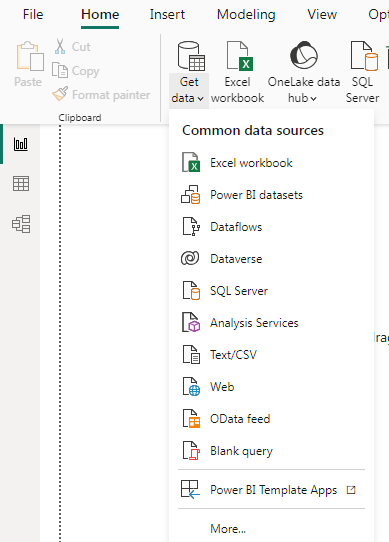 File Home Insert Modeling View
Paste
Cut
Copy
Format painter
Clipboard
Get
data
Excel
workbook
OneLake data
hub
SQL
Server
Common data sources
Excel workbook
Power BI datasets
Dataflows
Dataverse
SQL Server
Analysis Services
Text/CSV
Web
OData feed
Blank query
Power BI Template Apps
More...